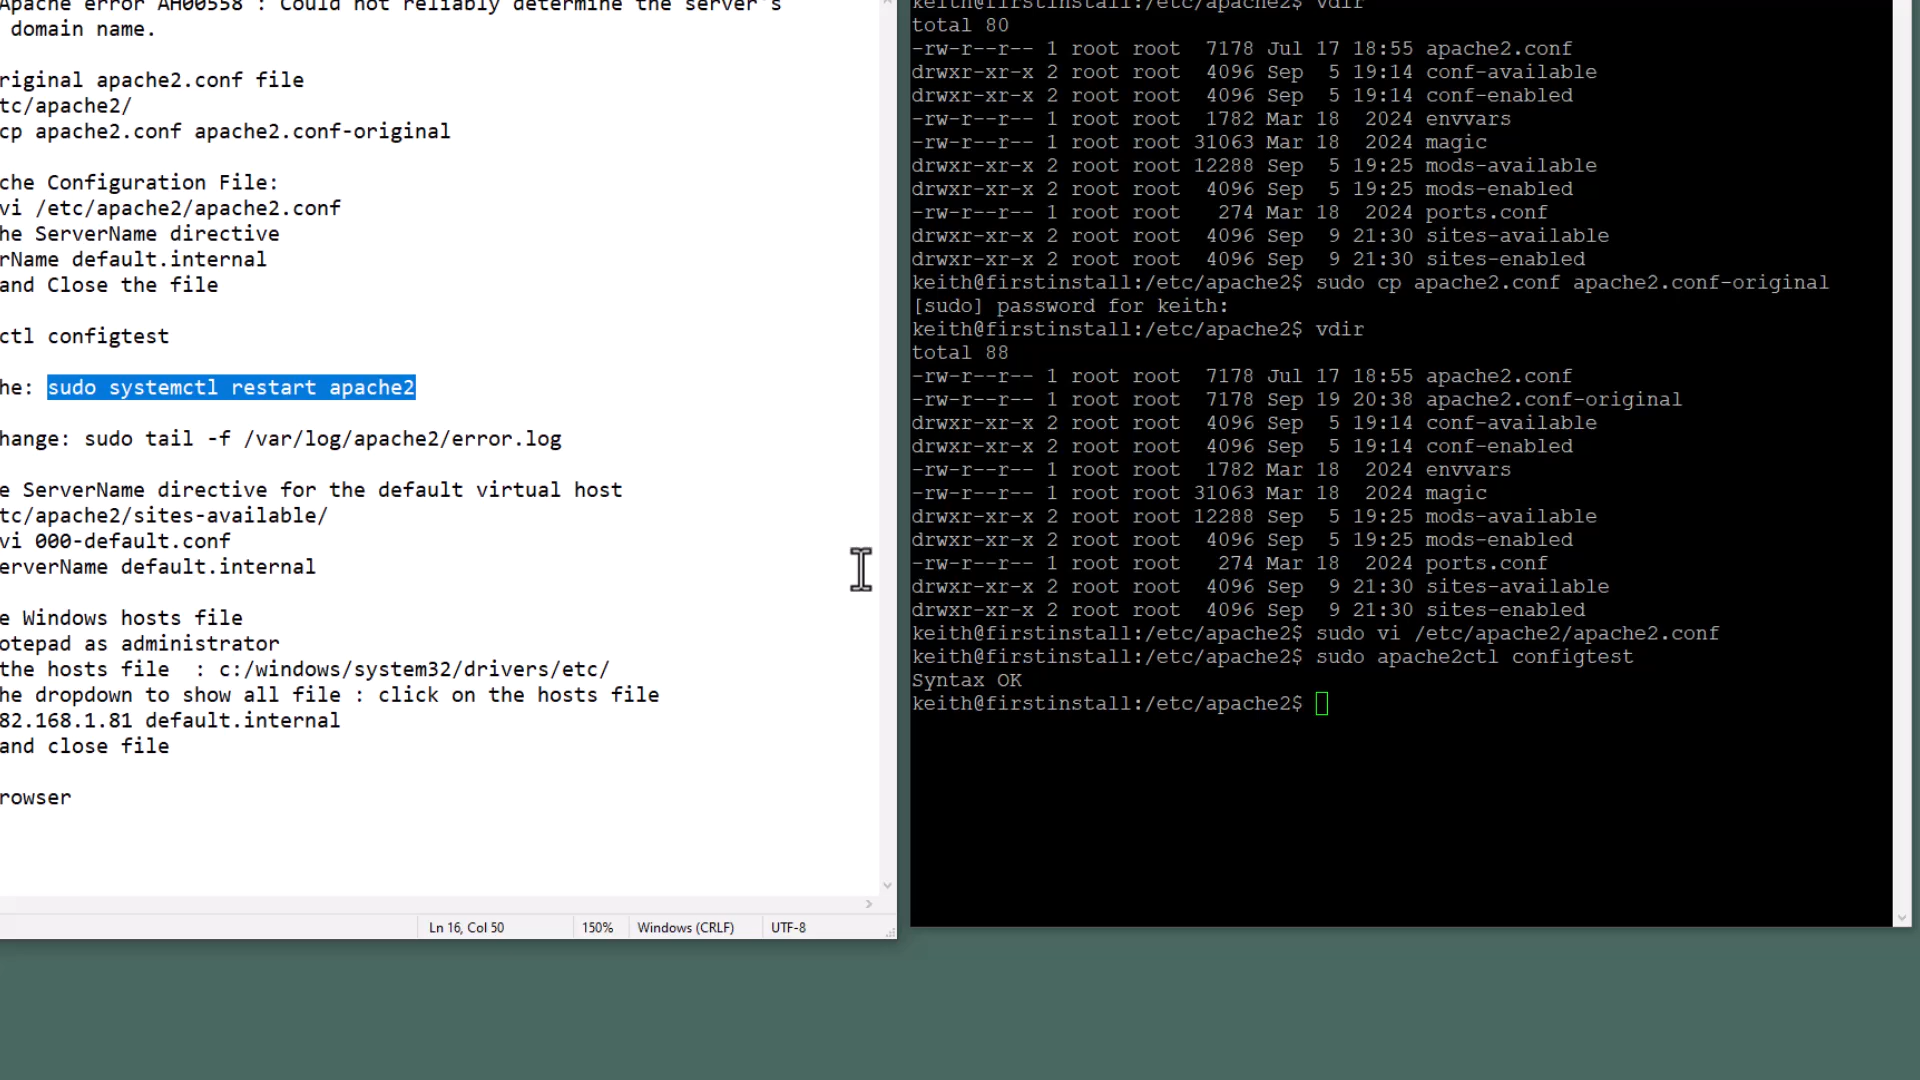 Apache error AH00558 : Could not reliably determine the server's
domain name.
riginal apache2.conf file
tc/apache2/
cp apache2.conf apache2.conf-original
che Configuration File:
vi /etc/apache2/apache2.conf
he ServerName directive
rName default.internal
and Close the file
ctl configtest
he: sudo systemctl restart apache2
hange: sudo tail -f /var/log/apache2/error.log
e ServerName directive for the default virtual host
tc/apache2/sites-available/
vi 000-default.conf
erverName default.internal
e Windows hosts file
otepad as administrator
the hosts file  : c:/windows/system32/drivers/etc/
he dropdown to show all file : click on the hosts file
82.168.1.81 default.internal
and close file
rowser
Ln 16, Col 50
150%
Windows (CRLF)
UTF-8
keith@firstinstall:/etc/apache2$ vdir
total 80
-rw-r--r-- 1 root root  7178 Jul 17 18:55 apache2.conf
drwxr-xr-x 2 root root  4096 Sep  5 19:14 conf-available
drwxr-xr-x 2 root root  4096 Sep  5 19:14 conf-enabled
-rw-r--r-- 1 root root  1782 Mar 18  2024 envvars
-rw-r--r-- 1 root root 31063 Mar 18  2024 magic
drwxr-xr-x 2 root root 12288 Sep  5 19:25 mods-available
drwxr-xr-x 2 root root  4096 Sep  5 19:25 mods-enabled
-rw-r--r-- 1 root root   274 Mar 18  2024 ports.conf
drwxr-xr-x 2 root root  4096 Sep  9 21:30 sites-available
drwxr-xr-x 2 root root  4096 Sep  9 21:30 sites-enabled
keith@firstinstall:/etc/apache2$ sudo cp apache2.conf apache2.conf-original
[sudo] password for keith:
keith@firstinstall:/etc/apache2$ vdir
total 88
-rw-r--r-- 1 root root  7178 Jul 17 18:55 apache2.conf
-rw-r--r-- 1 root root  7178 Sep 19 20:38 apache2.conf-original
drwxr-xr-x 2 root root  4096 Sep  5 19:14 conf-available
drwxr-xr-x 2 root root  4096 Sep  5 19:14 conf-enabled
-rw-r--r-- 1 root root  1782 Mar 18  2024 envvars
-rw-r--r-- 1 root root 31063 Mar 18  2024 magic
drwxr-xr-x 2 root root 12288 Sep  5 19:25 mods-available
drwxr-xr-x 2 root root  4096 Sep  5 19:25 mods-enabled
-rw-r--r-- 1 root root   274 Mar 18  2024 ports.conf
drwxr-xr-x 2 root root  4096 Sep  9 21:30 sites-available
drwxr-xr-x 2 root root  4096 Sep  9 21:30 sites-enabled
keith@firstinstall:/etc/apache2$ sudo vi /etc/apache2/apache2.conf
keith@firstinstall:/etc/apache2$ sudo apache2ctl configtest
Syntax OK
keith@firstinstall:/etc/apache2$